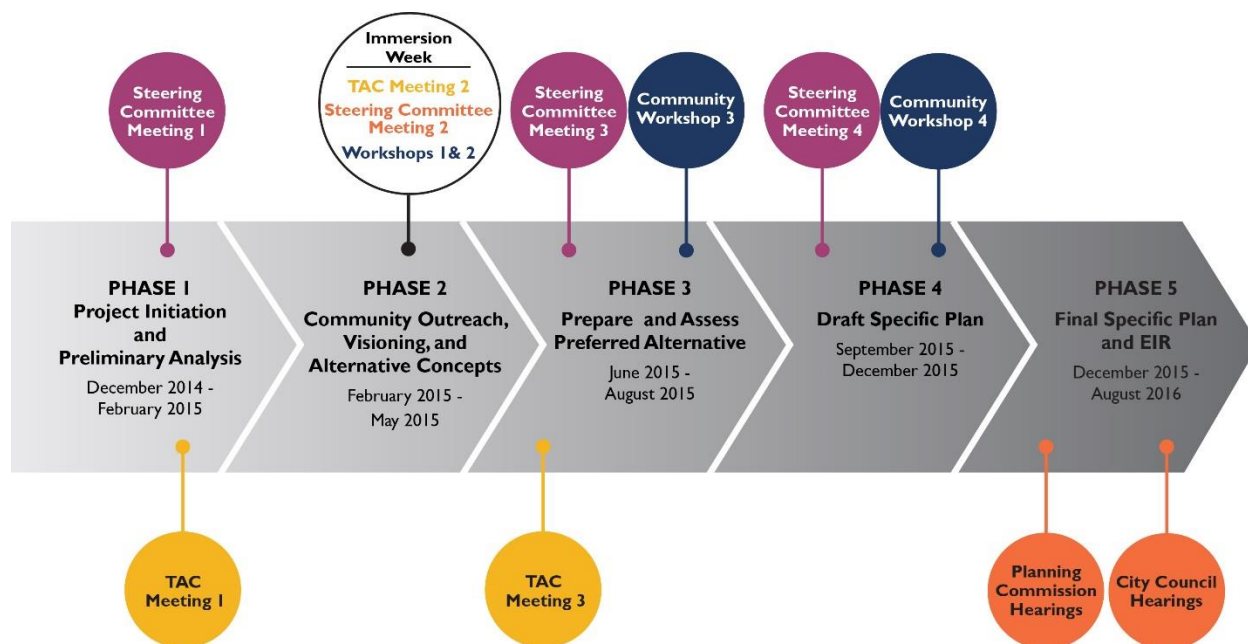 Steering
Committee
Meeting 1
Immersion
Week
TAC Meeting 2
Steering Committee
Meeting 2
Workshops 1& 2
Steering
Committee
Meeting 3
Community
Workshop 3
Steering
Committee
Meeting 4
Community
Workshop 4
PHASE 1
Project Initiation
and
Preliminary Analysis
December 2014 -
February 2015
PHASE 2
Community Outreach,
Visioning, and
Alternative Concepts
February 2015 -
May 2015
PHASE 3
Prepare and Assess
Preferred Alternative
June 2015 -
August 2015
PHASE 4
Draft Specific Plan
September 2015 -
December 2015
PHASE 5
Final Specific Plan
and EIR
December 2015 -
August 2016
TAC
Meeting 1
TAC
Meeting 3
Planning
Commission
Hearings
City Council
Hearings